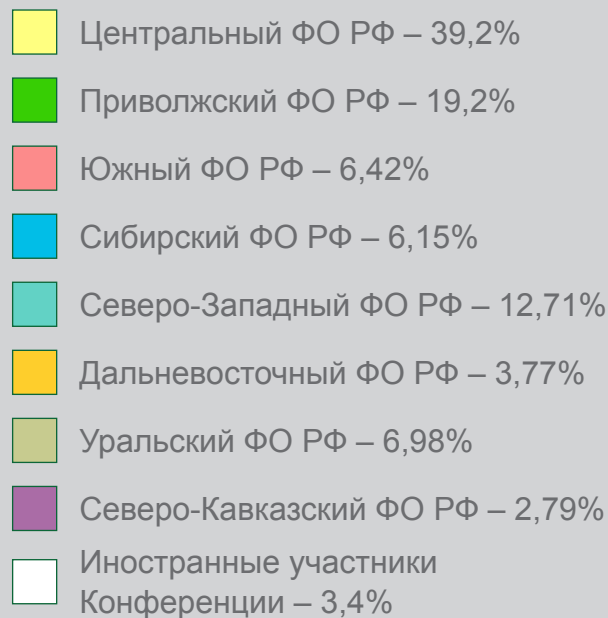 Центральный ФО РФ – 39,2%
Приволжский ФО РФ – 19,2%
Южный ФО РФ – 6,42%
Сибирский ФО РФ – 6,15%
Северо-Западный ФО РФ – 12,71%
Дальневосточный ФО РФ – 3,77%
Уральский ФО РФ – 6,98%
Северо-Кавказский ФО РФ – 2,79%
Иностранные участники
Конференции – 3,4%